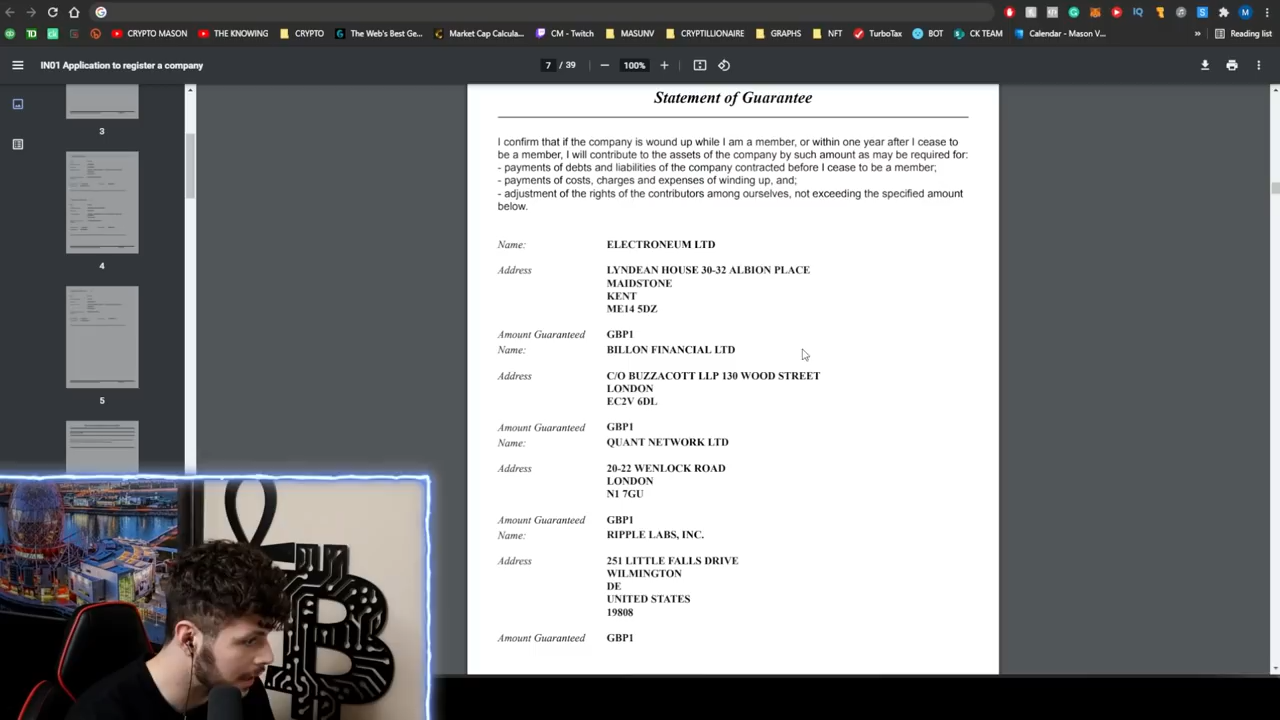 CRYPTO MASON
THE KNOWING
CRYPTO
The Web's Best Ge...
Market Cap Calcula...
CM - Twitch
MASUNV
CRYPTILLIONAIRE
GRAPHS
NFT
TurboTax
BOT
CK TEAM
Calendar - Mason V...
»
Reading list
IN01 Application to register a company
7 / 39
100%
3
4
5
Statement of Guarantee
I confirm that if the company is wound up while I am a member, or within one year after I cease to
be a member, I will contribute to the assets of the company by such amount as may be required for:
- payments of debts and liabilities of the company contracted before I cease to be a member;
- payments of costs, charges and expenses of winding up, and;
- adjustment of the rights of the contributors among ourselves, not exceeding the specified amount
below.
Name: ELECTRONEUM LTD
Address LYNDEAN HOUSE 30-32 ALBION PLACE
MAIDSTONE
KENT
ME14 5DZ
Amount Guaranteed GBP1
Name: BILLON FINANCIAL LTD
Address C/O BUZZACOTT LLP 130 WOOD STREET
LONDON
EC2V 6DL
Amount Guaranteed GBP1
Name: QUANT NETWORK LTD
Address 20-22 WENLOCK ROAD
LONDON
N1 7GU
Amount Guaranteed GBP1
Name: RIPPLE LABS, INC.
Address 251 LITTLE FALLS DRIVE
WILMINGTON
DE
UNITED STATES
19808
Amount Guaranteed GBP1